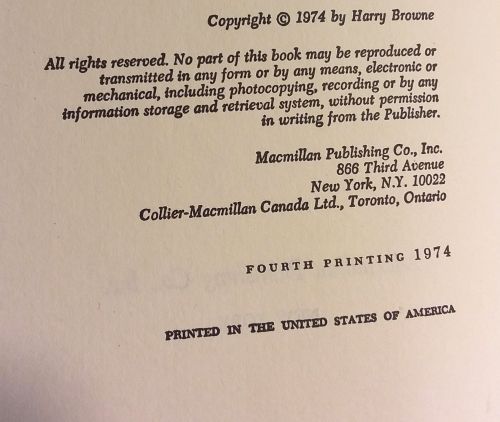 Copyright © 1974 by Harry Browne
All rights reserved. No part of this book may be reproduced or
transmitted in any form or by any means, electronic or
mechanical, including photocopying, recording or by any
information storage and retrieval system, without permission
in writing from the Publisher.
Macmillan Publishing Co., Inc.
866 Third Avenue
New York, N.Y. 10022
Collier-Macmillan Canada Ltd., Toronto, Ontario
FOURTH PRINTING 1974
PRINTED IN THE UNITED STATES OF AMERICA